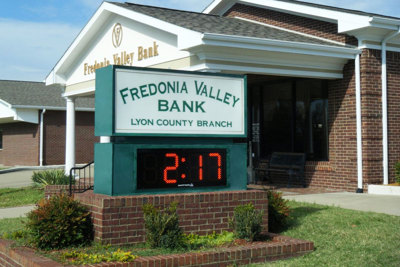 Fredonia Valley Bank
FREDONIA VALLEY
BANK
LYON COUNTY BRANCH
2:17